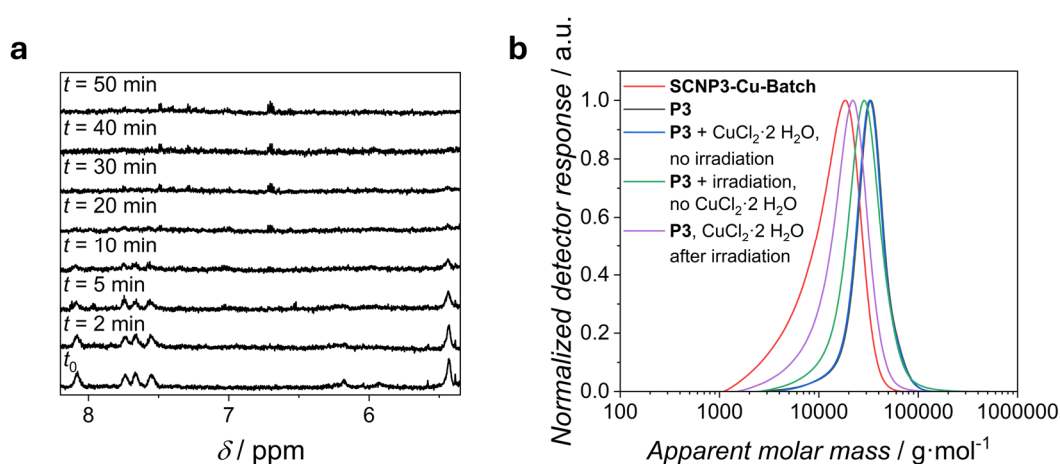 a
t = 50 min
t = 40 min
t = 30 min
t = 20 min
t = 10 min
t = 5 min
t = 2 min
t₀
8 7 6
δ / ppm
b
Normalized detector response / a.u.
1.0
0.8
0.6
0.4
0.2
0.0
SCNP3-Cu-Batch
P3
P3 + CuCl₂·2 H₂O,
no irradiation
P3 + irradiation,
no CuCl₂·2 H₂O
P3, CuCl₂·2 H₂O
after irradiation
100 1000 10000 100000 1000000
Apparent molar mass / g·mol⁻¹